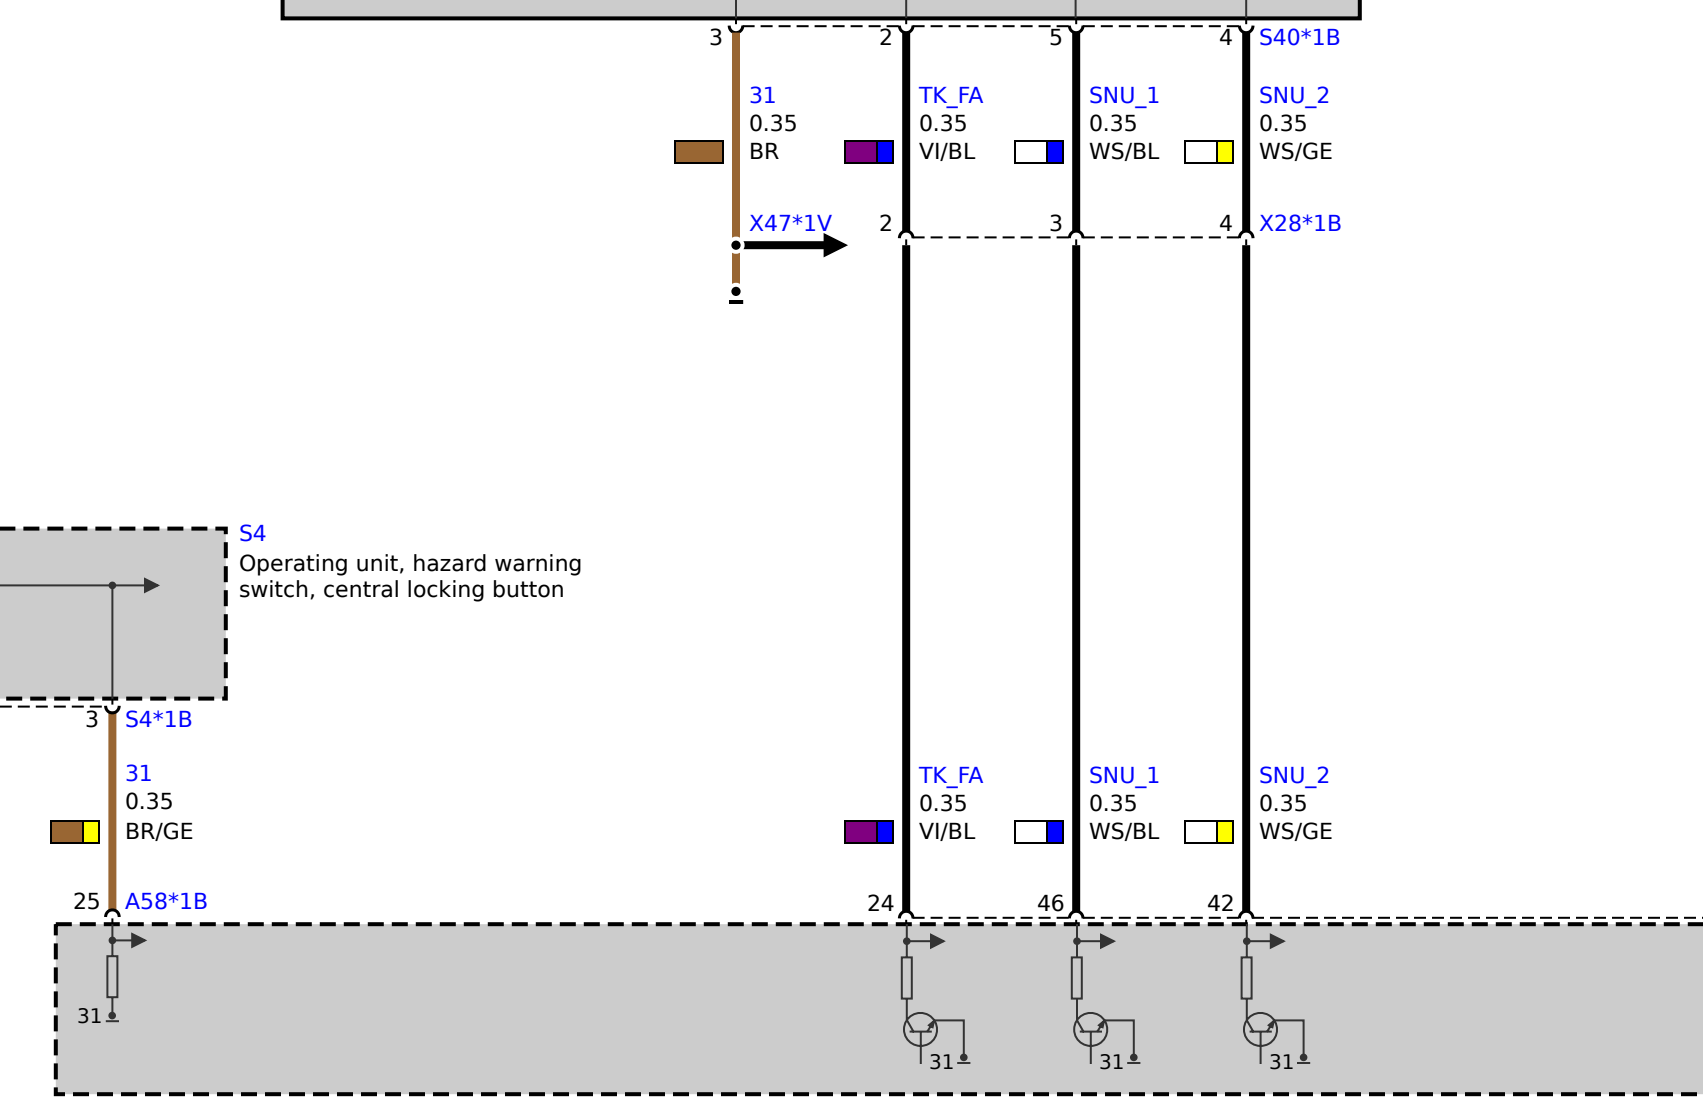 3
2
5
4
S40*1B
31
0.35
BR
TK_FA
0.35
VI/BL
SNU_1
0.35
WS/BL
SNU_2
0.35
WS/GE
X47*1V
2
3
4
X28*1B
S4
Operating unit, hazard warning
switch, central locking button
3
S4*1B
31
0.35
BR/GE
TK_FA
0.35
VI/BL
SNU_1
0.35
WS/BL
SNU_2
0.35
WS/GE
25
A58*1B
24
46
42
31
31
31
31